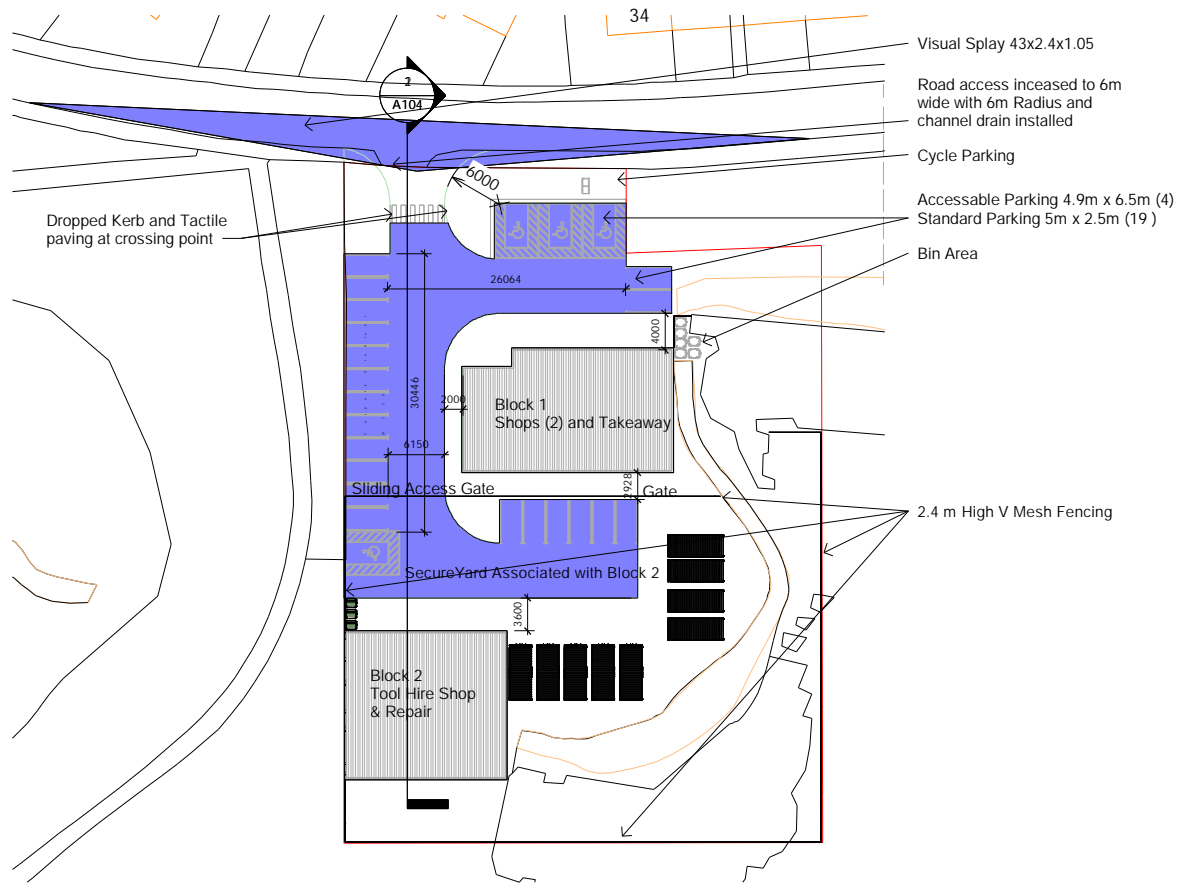 34
Visual Splay 43x2.4x1.05
A104
Road access inceased to 6m
wide with 6m Radius and
channel drain installed
Cycle Parking
6000
Accessable Parking 4.9m x 6.5m (4)
Standard Parking 5m x 2.5m (19 )
Dropped Kerb and Tactile
paving at crossing point
Bin Area
26064
4000
30446
2000
Block 1
Shops (2) and Takeaway
6150
2928
Sliding Access Gate
Gate
2.4 m High V Mesh Fencing
SecureYard Associated with Block 2
3600
Block 2
Tool Hire Shop
& Repair